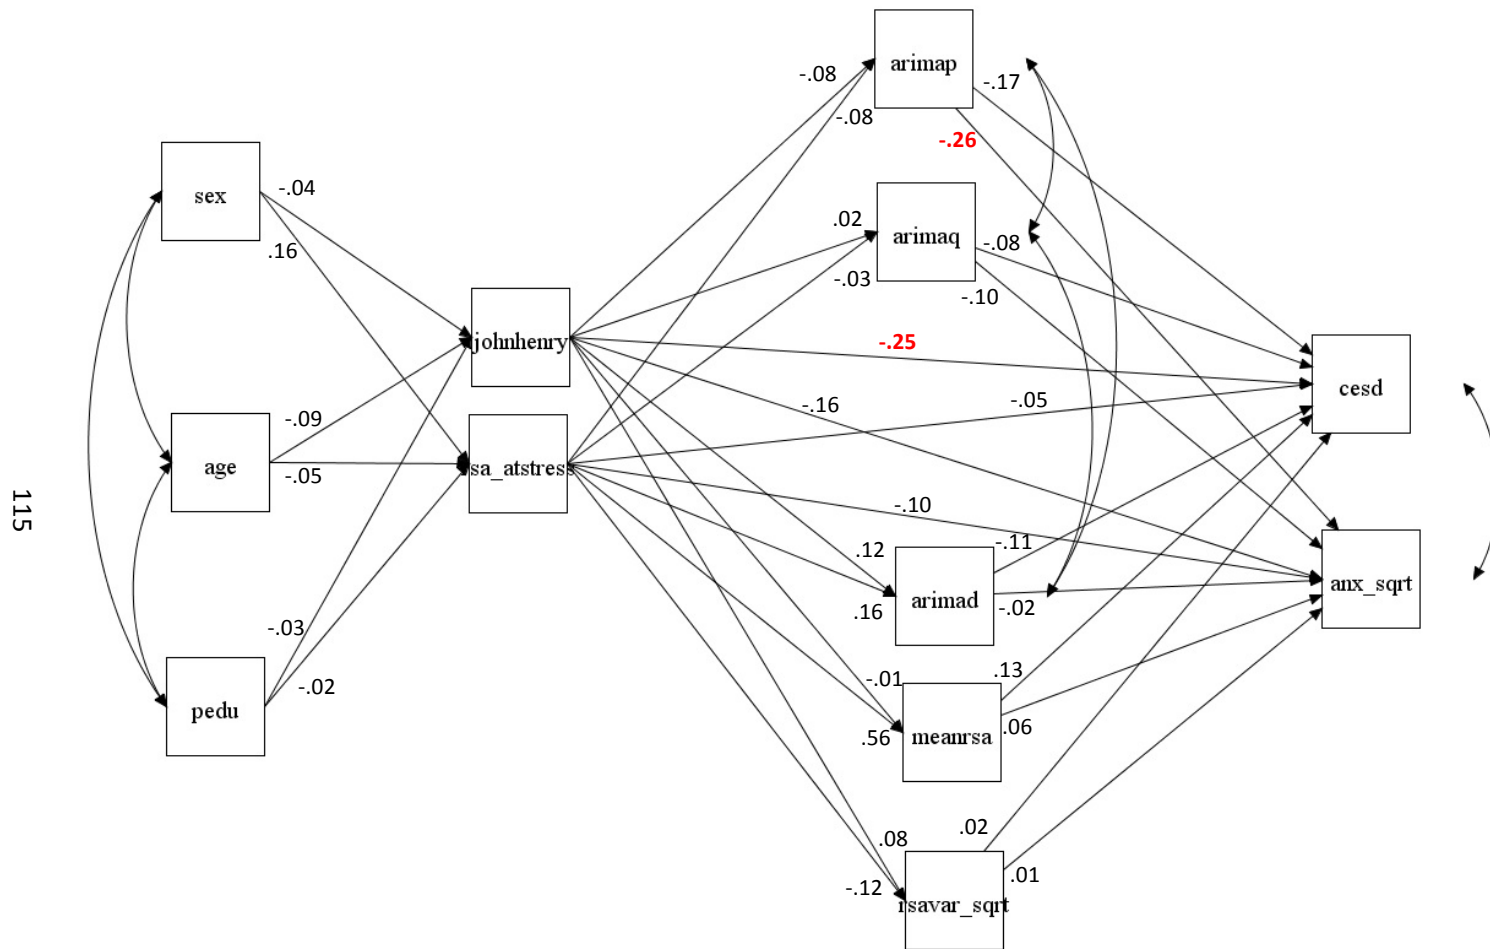 arimap
-.08
-.17
-.08
-.26
sex
-.04
.16
arimaq
.02
-.08
-.03
-.10
johnhenry
-.25
cesd
-.16
-.05
age
-.09
-.05
sa_atstress
115
-.10
.12
-.11
arimad
.16
-.02
anx_sqrt
-.03
-.02
pedu
-.01
.13
meanrsa
.56
.06
.08
.02
-.12
.01
rsavar_sqrt